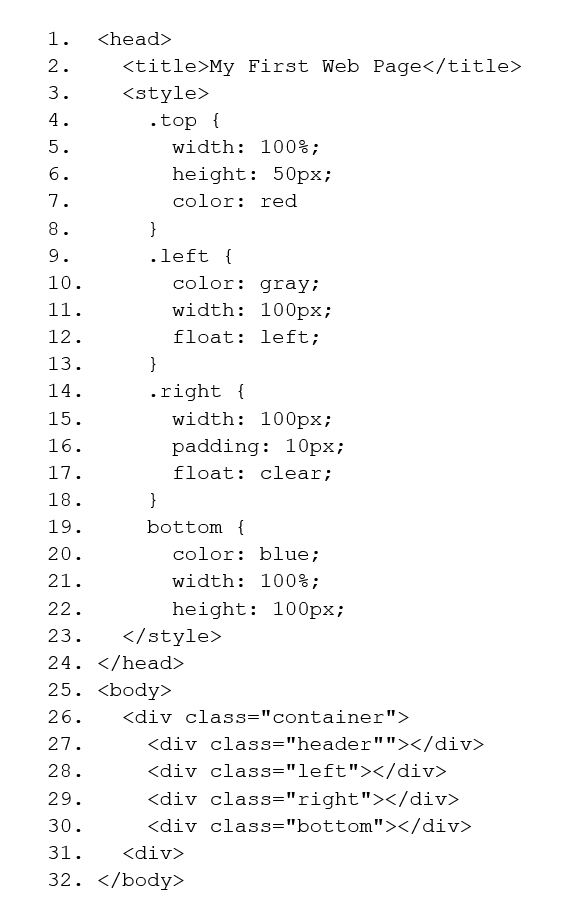 1. <head>
2. <title>My First Web Page</title>
3. <style>
4. .top {
5. width: 100%;
6. height: 50px;
7. color: red
8. }
9. .left {
10. color: gray;
11. width: 100px;
12. float: left;
13. }
14. .right {
15. width: 100px;
16. padding: 10px;
17. float: clear;
18. }
19. bottom {
20. color: blue;
21. width: 100%;
22. height: 100px;
23. </style>
24. </head>
25. <body>
26. <div class="container">
27. <div class="header""></div>
28. <div class="left"></div>
29. <div class="right"></div>
30. <div class="bottom"></div>
31. <div>
32. </body>